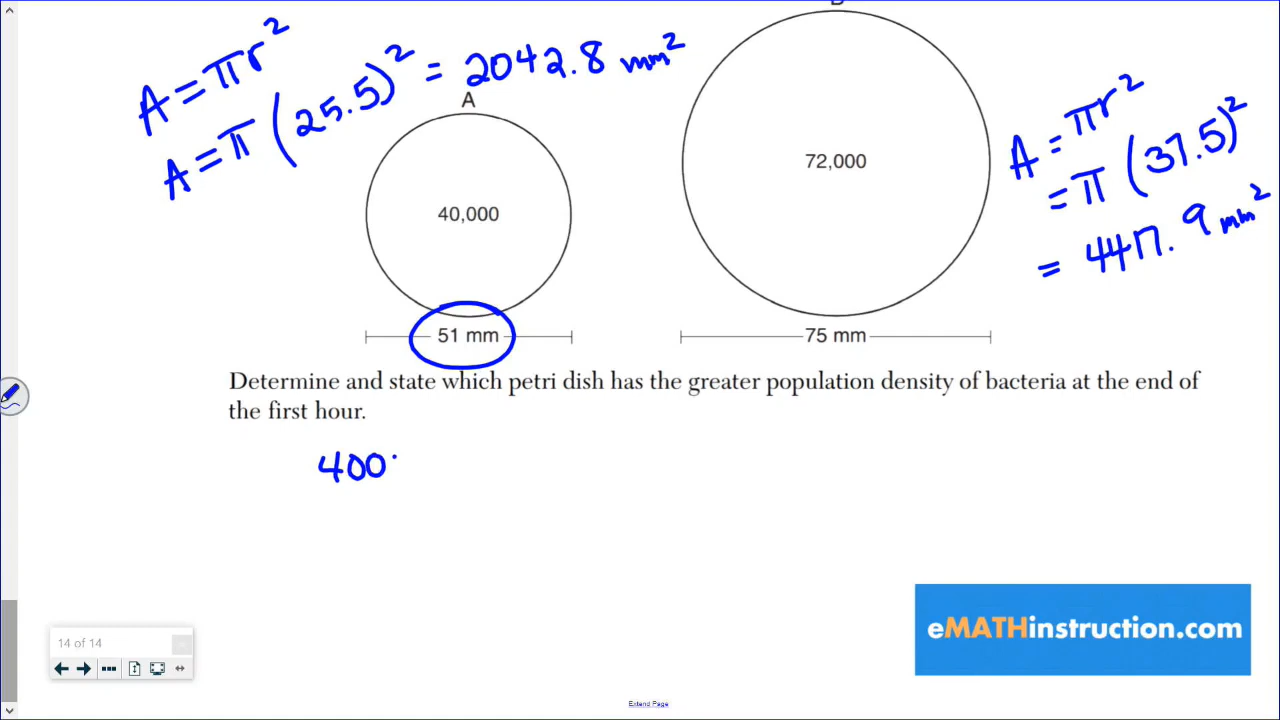 A = πr²
A = π(25.5)² = 2042.8 mm²
A
40,000
51 mm
72,000
75 mm
A = πr²
= π(37.5)²
= 4417.9 mm²
Determine and state which petri dish has the greater population density of bacteria at the end of
the first hour.
400
eMATHinstruction.com
14 of 14
Extend Page